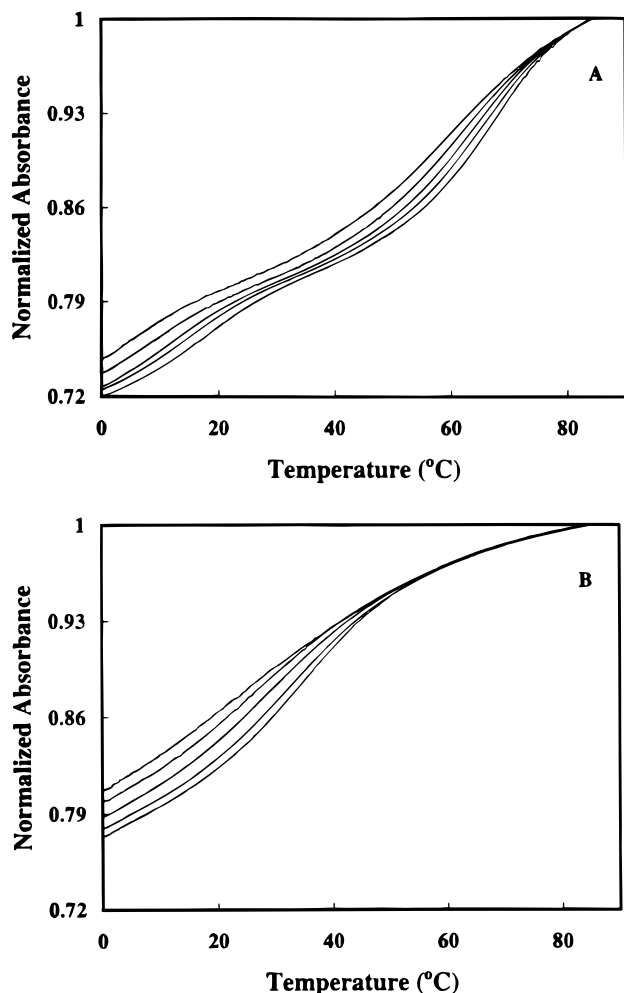 1
A
0.93
0.86
0.79
0.72
Normalized Absorbance
0 20 40 60 80
Temperature (°C)
1
B
0.93
0.86
0.79
0.72
Normalized Absorbance
0 20 40 60 80
Temperature (°C)